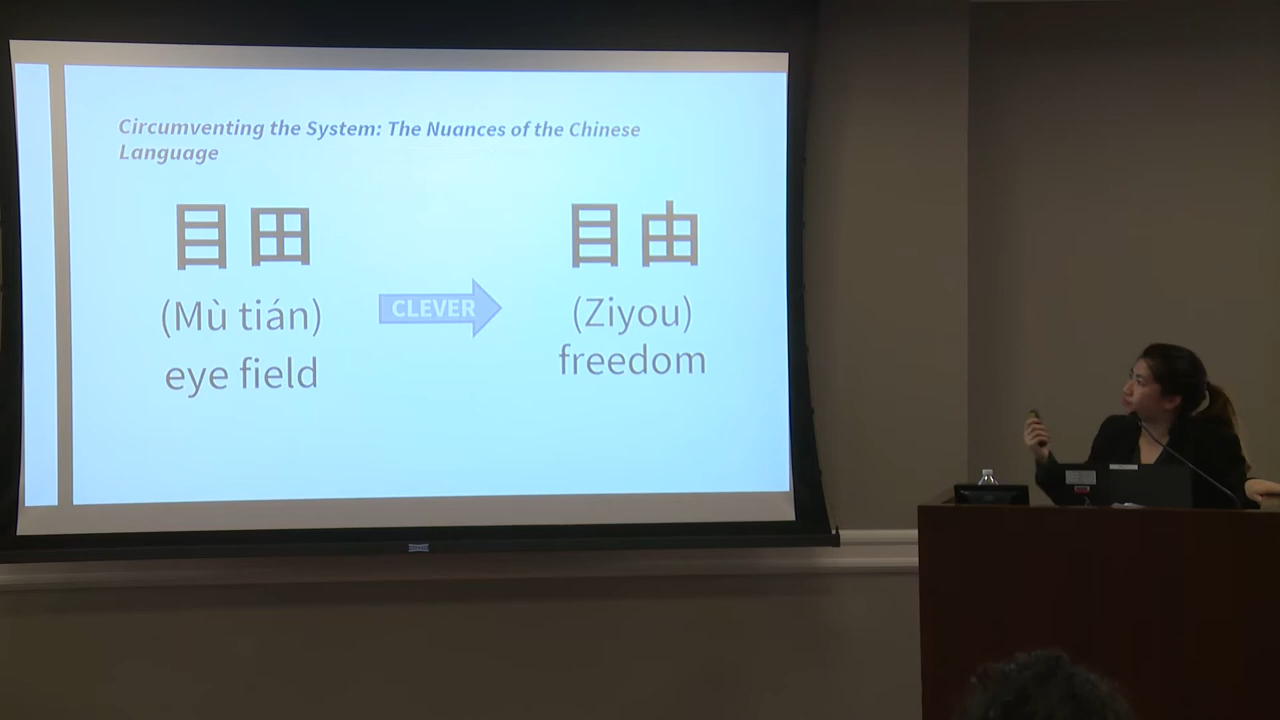 Circumventing the System: The Nuances of the Chinese
Language
目田
(Mù tián)
eye field
CLEVER
目由
(Ziyou)
freedom